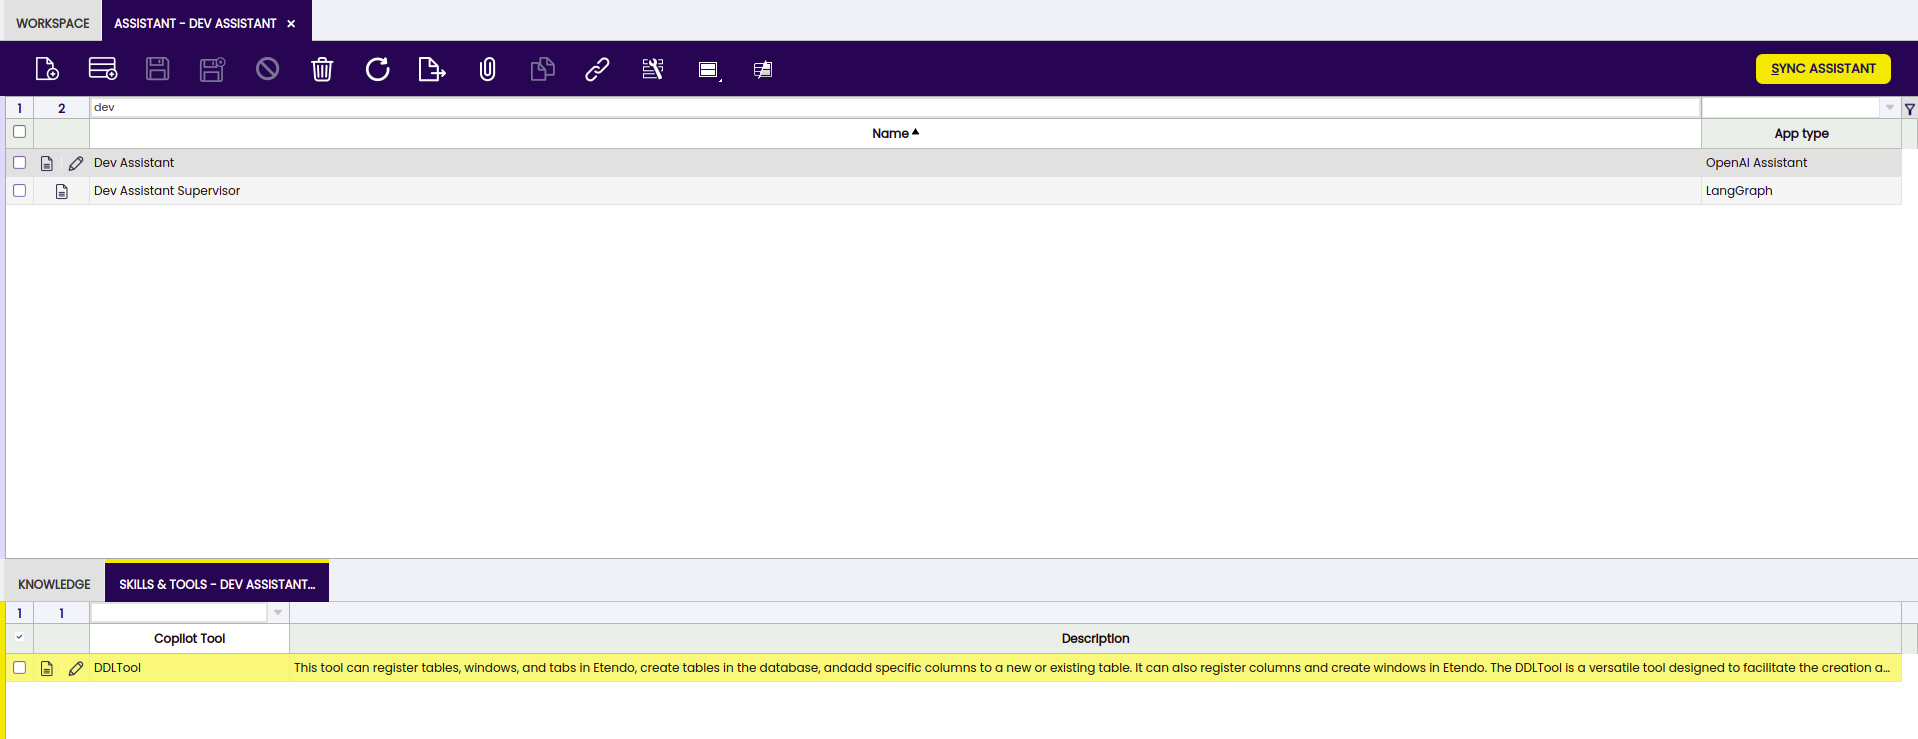 WORKSPACE ASSISTANT - DEV ASSISTANT ×
SYNC ASSISTANT
1 2 dev
Name App type
Dev Assistant OpenAI Assistant
Dev Assistant Supervisor LangGraph
KNOWLEDGE SKILLS & TOOLS - DEV ASSISTANT...
1 1
Copilot Tool Description
DDLTool This tool can register tables, windows, and tabs in Etendo, create tables in the database, andadd specific columns to a new or existing table. It can also register columns and create windows in Etendo. The DDLTool is a versatile tool designed to facilitate the creation a...